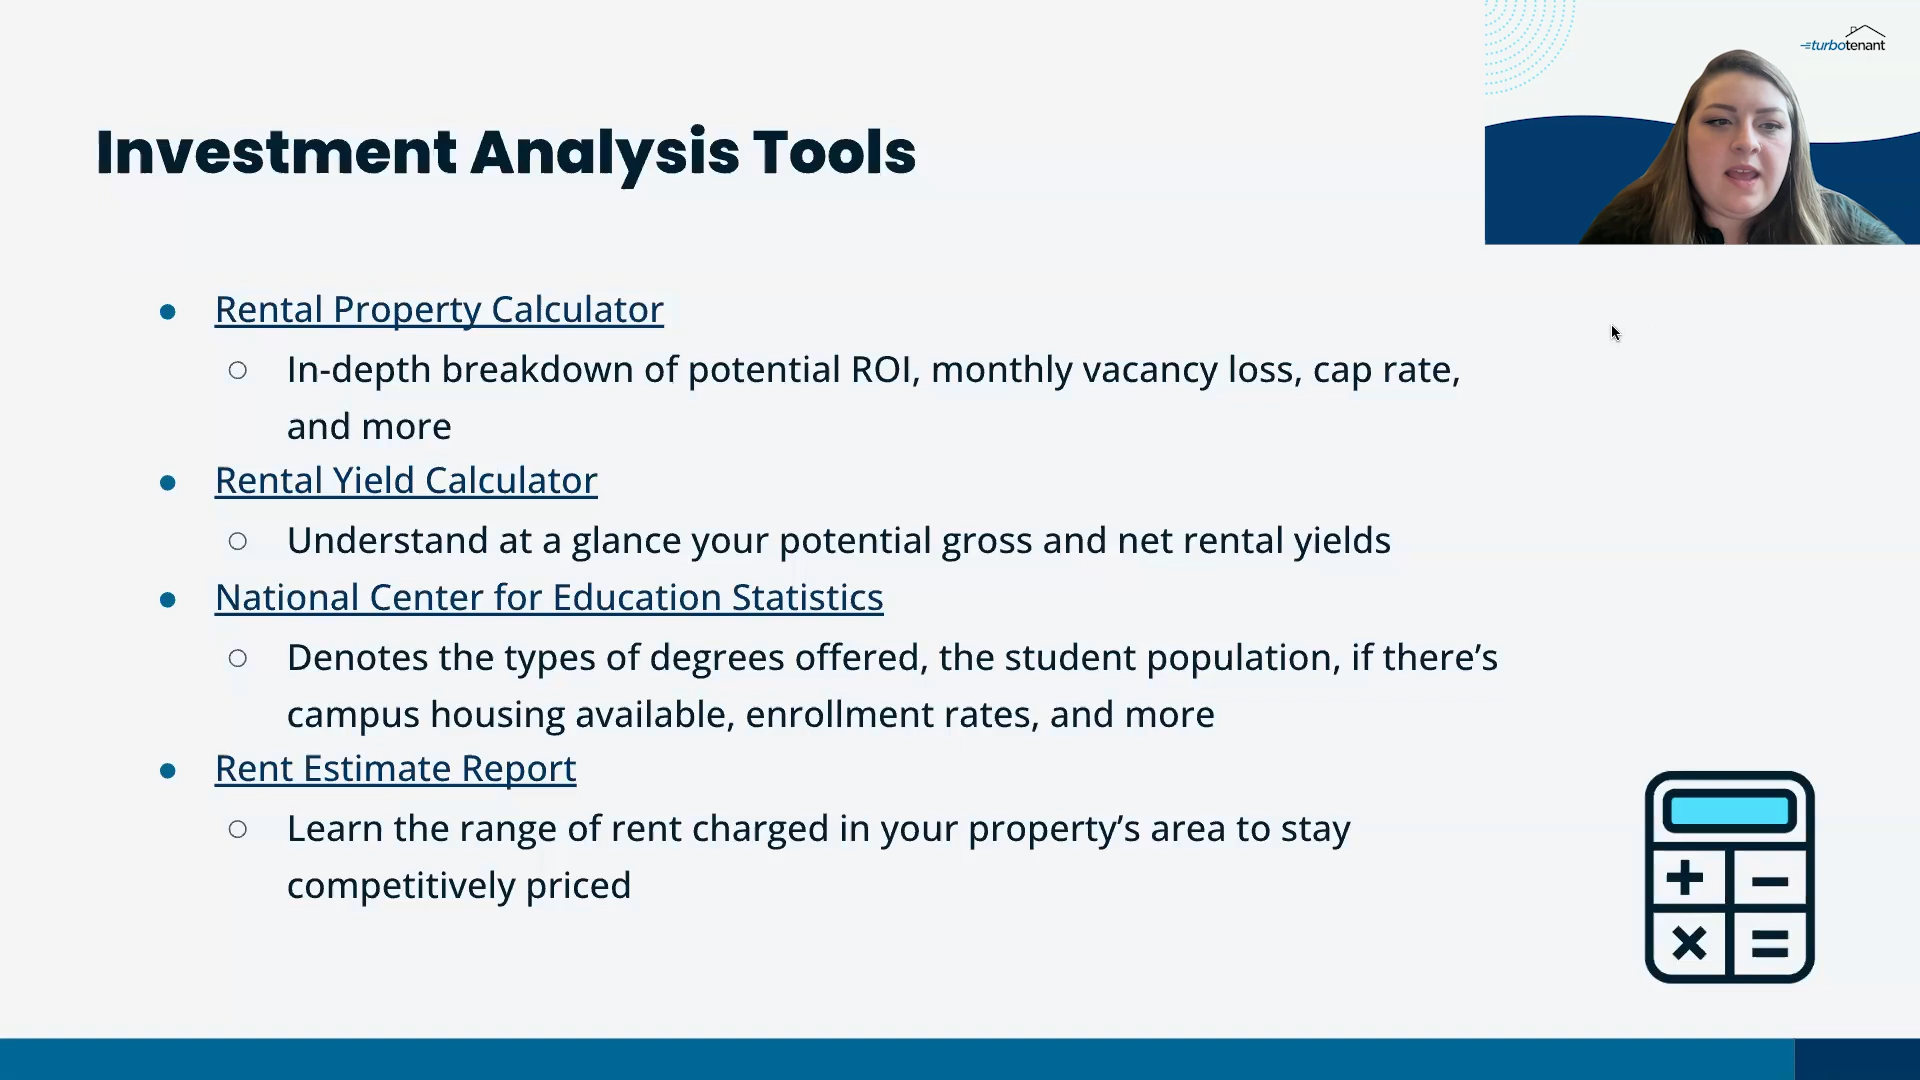 turbotenant
Investment Analysis Tools
Rental Property Calculator
In-depth breakdown of potential ROI, monthly vacancy loss, cap rate,
and more
Rental Yield Calculator
Understand at a glance your potential gross and net rental yields
National Center for Education Statistics
Denotes the types of degrees offered, the student population, if there’s
campus housing available, enrollment rates, and more
Rent Estimate Report
Learn the range of rent charged in your property’s area to stay
competitively priced